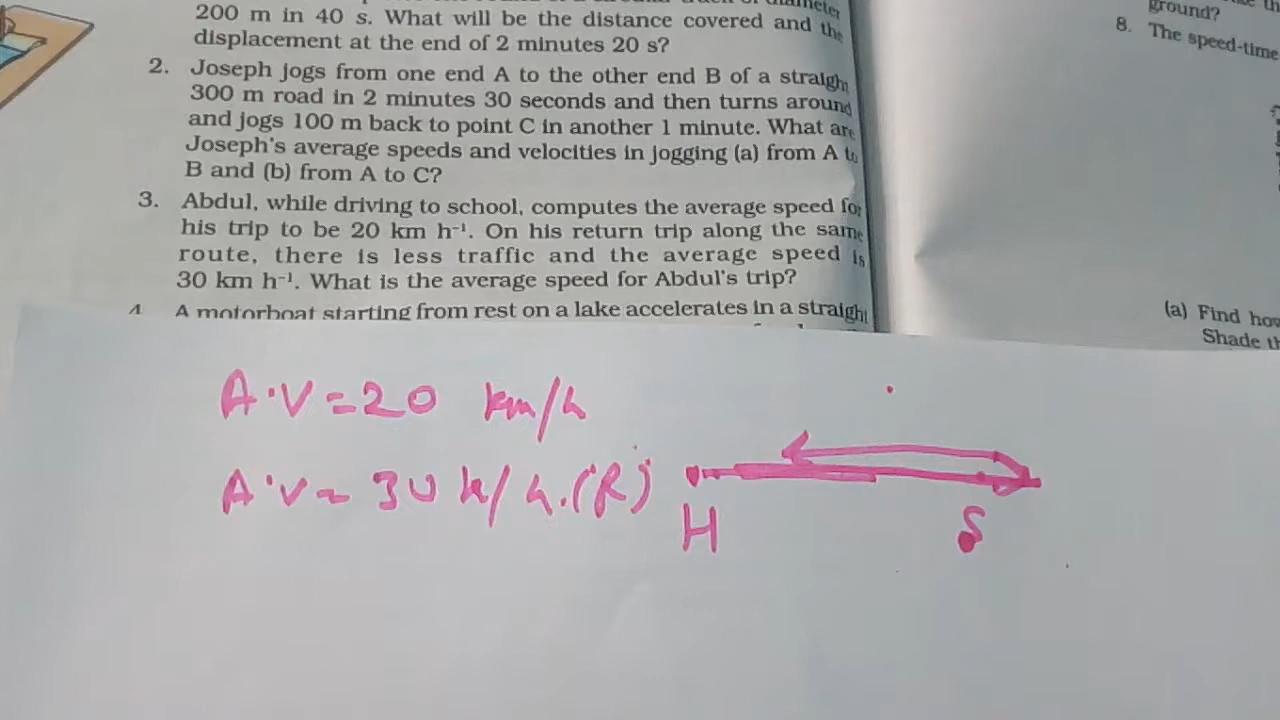 200 m in 40 s. What will be the distance covered and the
displacement at the end of 2 minutes 20 s?
2. Joseph jogs from one end A to the other end B of a straight
300 m road in 2 minutes 30 seconds and then turns around
and jogs 100 m back to point C in another 1 minute. What are
Joseph's average speeds and velocities in jogging (a) from A to
B and (b) from A to C?
3. Abdul, while driving to school, computes the average speed for
his trip to be 20 km h⁻¹. On his return trip along the same
route, there is less traffic and the average speed is
30 km h⁻¹. What is the average speed for Abdul's trip?
4. A motorboat starting from rest on a lake accelerates in a straight
ground?
8. The speed-time
(a) Find how
Shade th
A.V=20 km/h
A.V= 30 k/h.(R)
H S